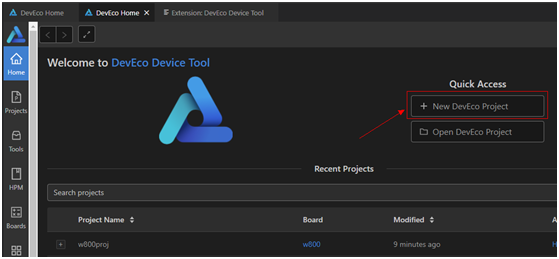 DevEco Home
DevEco Home
Extension: DevEco Device Tool
Home
Projects
Tools
HPM
Boards
Welcome to DevEco Device Tool
Quick Access
+ New DevEco Project
Open DevEco Project
Recent Projects
Search projects
Project Name Board Modified
w800proj w800 9 minutes ago